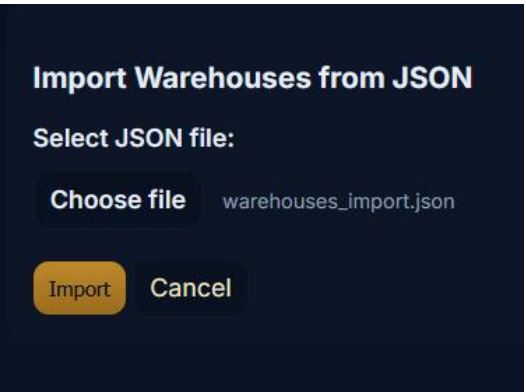 Import Warehouses from JSON
Select JSON file:
Choose file warehouses_import.json
Import Cancel